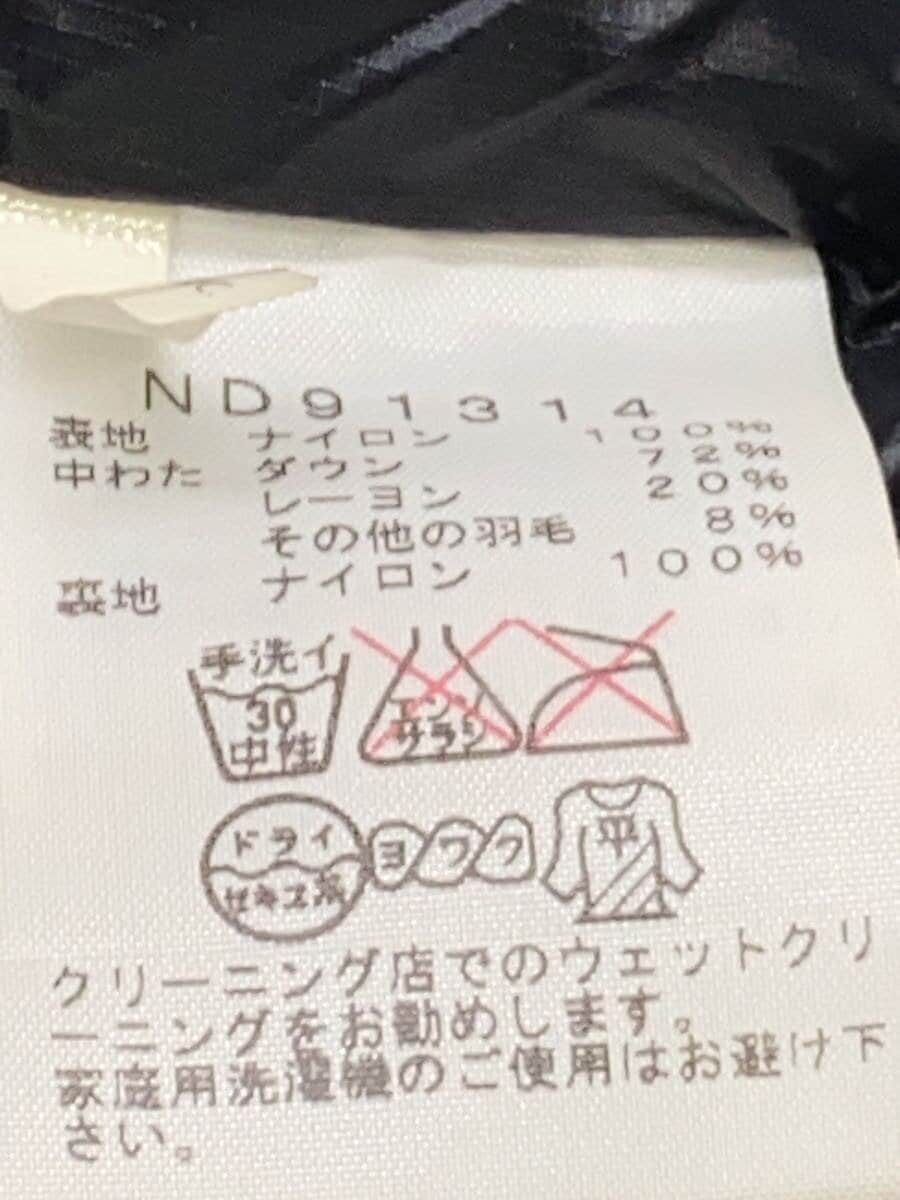 ND91314
表地 ナイロン 100%
中わた ダウン 72%
レーヨン 20%
その他の羽毛 8%
裏地 ナイロン 100%
手洗イ
30
中性
エンソ
サラシ
ドライ
セキユ系
ヨワク
平
クリーニング店でのウェットクリ
ーニングをお勧めします。
家庭用洗濯機のご使用はお避け下
さい。